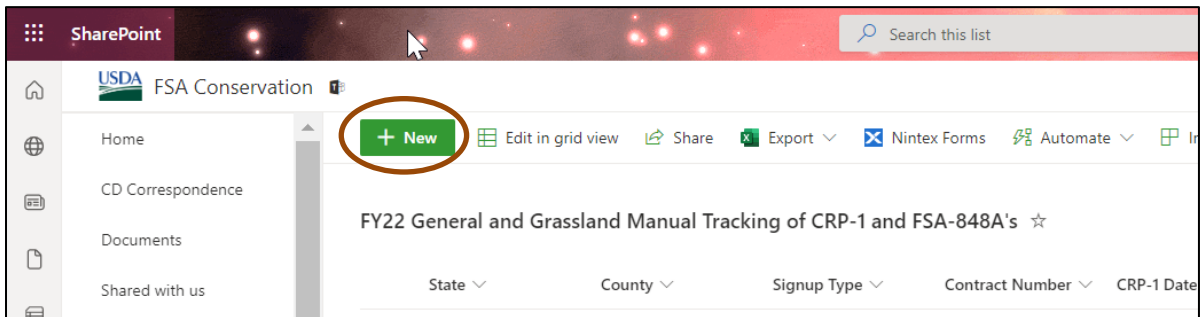 SharePoint
Search this list
USDA FSA Conservation
Home
+ New Edit in grid view Share Export Nintex Forms Automate
CD Correspondence
FY22 General and Grassland Manual Tracking of CRP-1 and FSA-848A's
Documents
State County Signup Type Contract Number CRP-1 Date
Shared with us